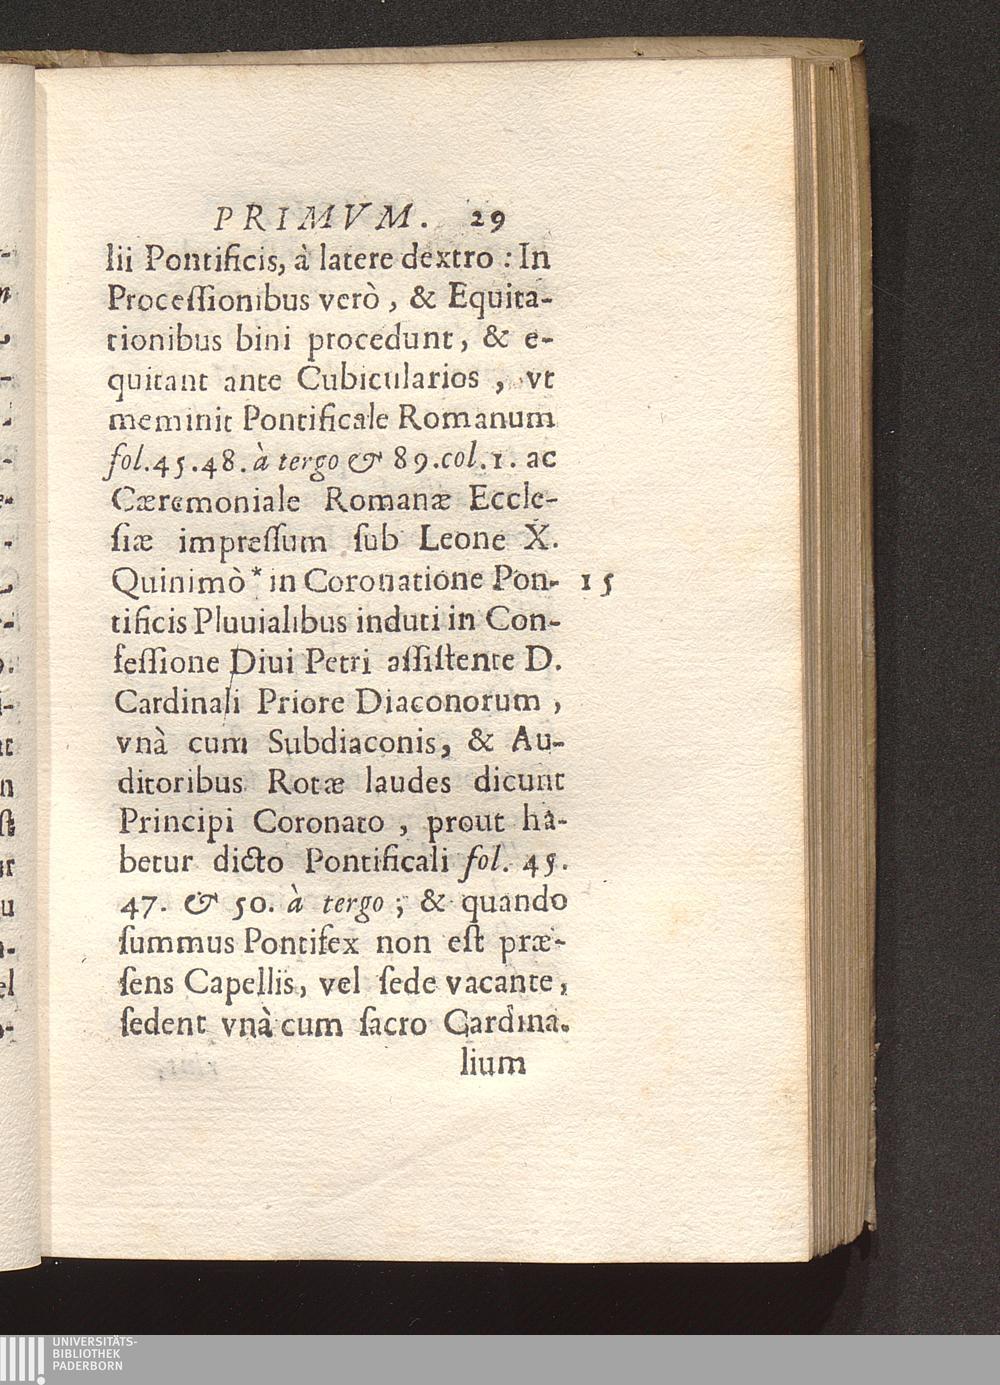 PRIMVM. 29
lii Pontificis, à latere dextro : In
Proceſſionibus verò, & Equita-
tionibus bini procedunt, & e-
quitant ante Cubicularios, vt
meminit Pontificale Romanum
fol.45.48. à tergo & 89.col.1. ac
Cæremoniale Romanæ Eccle-
ſiæ impreſſum ſub Leone X.
Quinimò * in Coronatione Pon- 15
tificis Pluuialibus induti in Con-
feſſione Diui Petri aſſiſtente D.
Cardinali Priore Diaconorum,
vnà cum Subdiaconis, & Au-
ditoribus Rotæ laudes dicunt
Principi Coronato, prout ha-
betur dicto Pontificali fol. 45.
47. & 50. à tergo; & quando
ſummus Pontifex non eſt præ-
ſens Capellis, vel ſede vacante,
ſedent vnà cum ſacro Cardina-
lium
UNIVERSITÄTS-
BIBLIOTHEK
PADERBORN